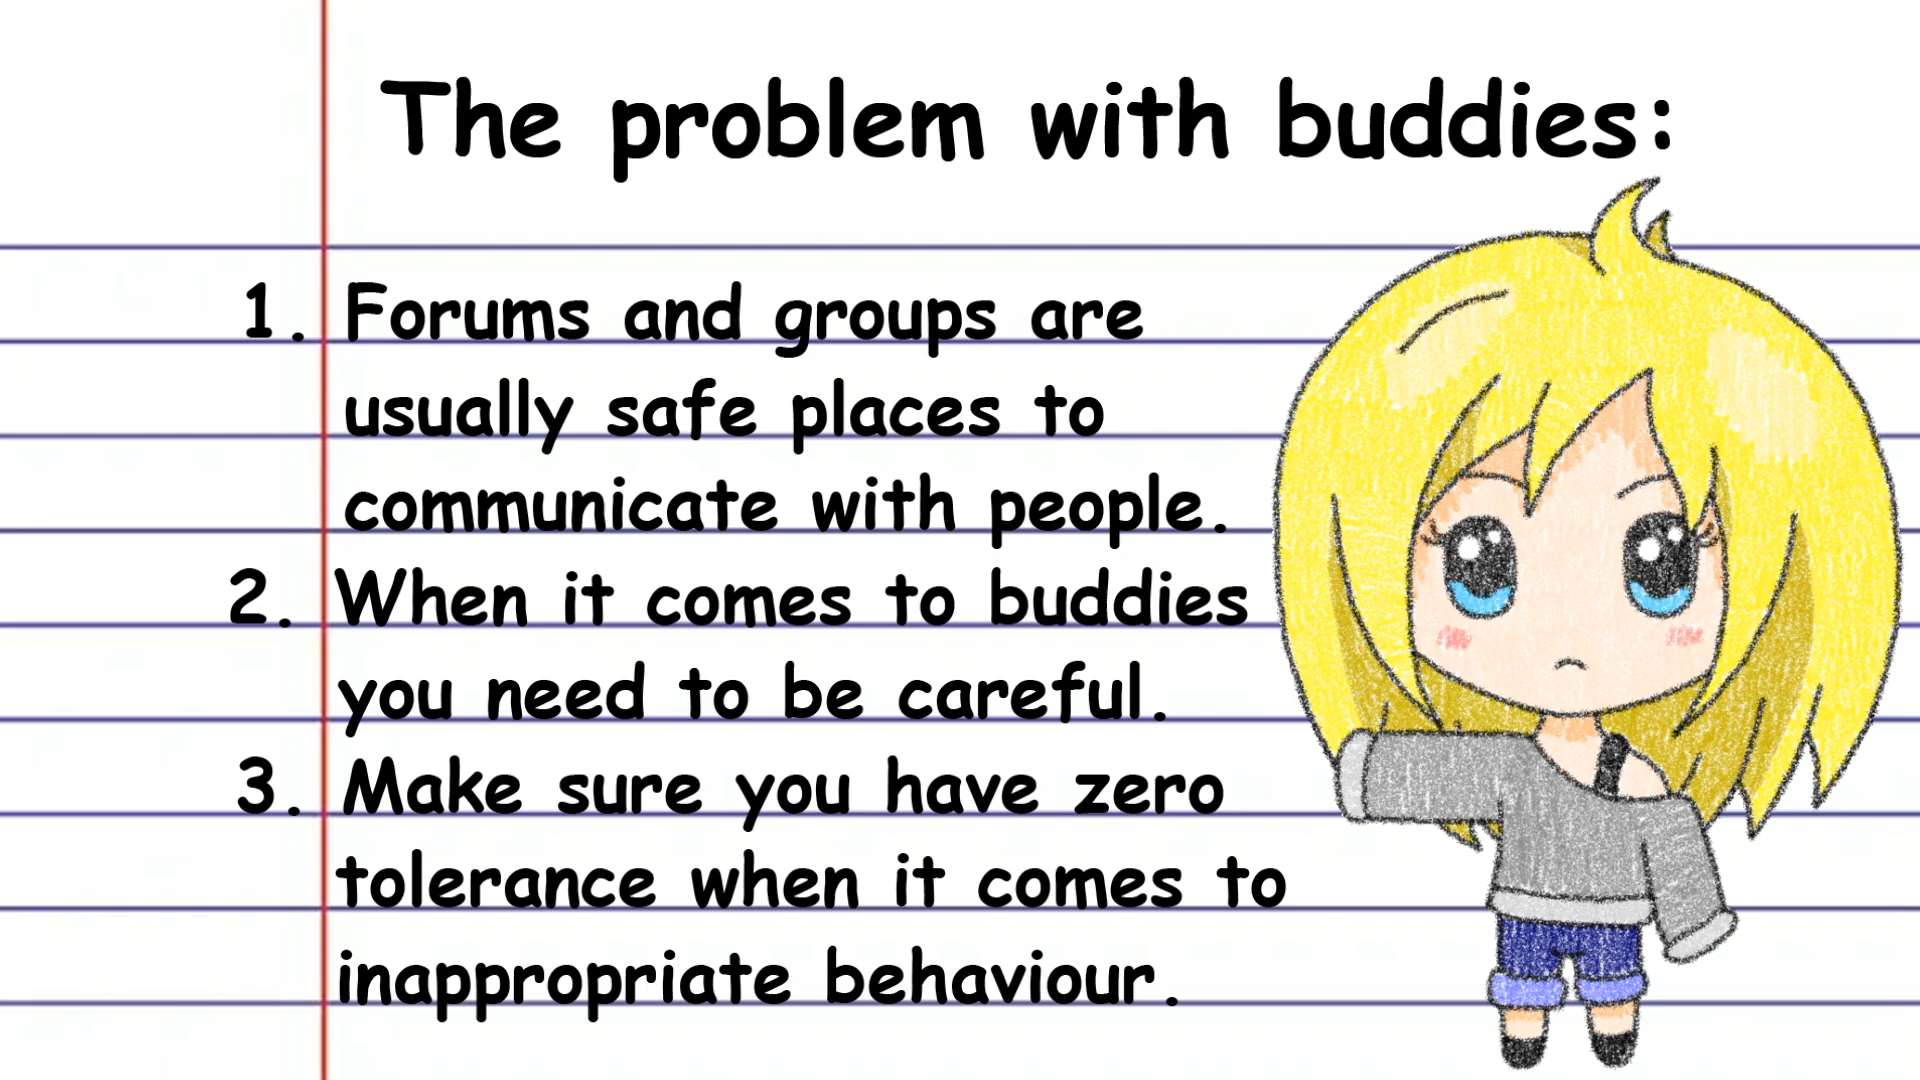 The problem with buddies:
1. Forums and groups are
usually safe places to
communicate with people.
2. When it comes to buddies
you need to be careful.
3. Make sure you have zero
tolerance when it comes to
inappropriate behaviour.